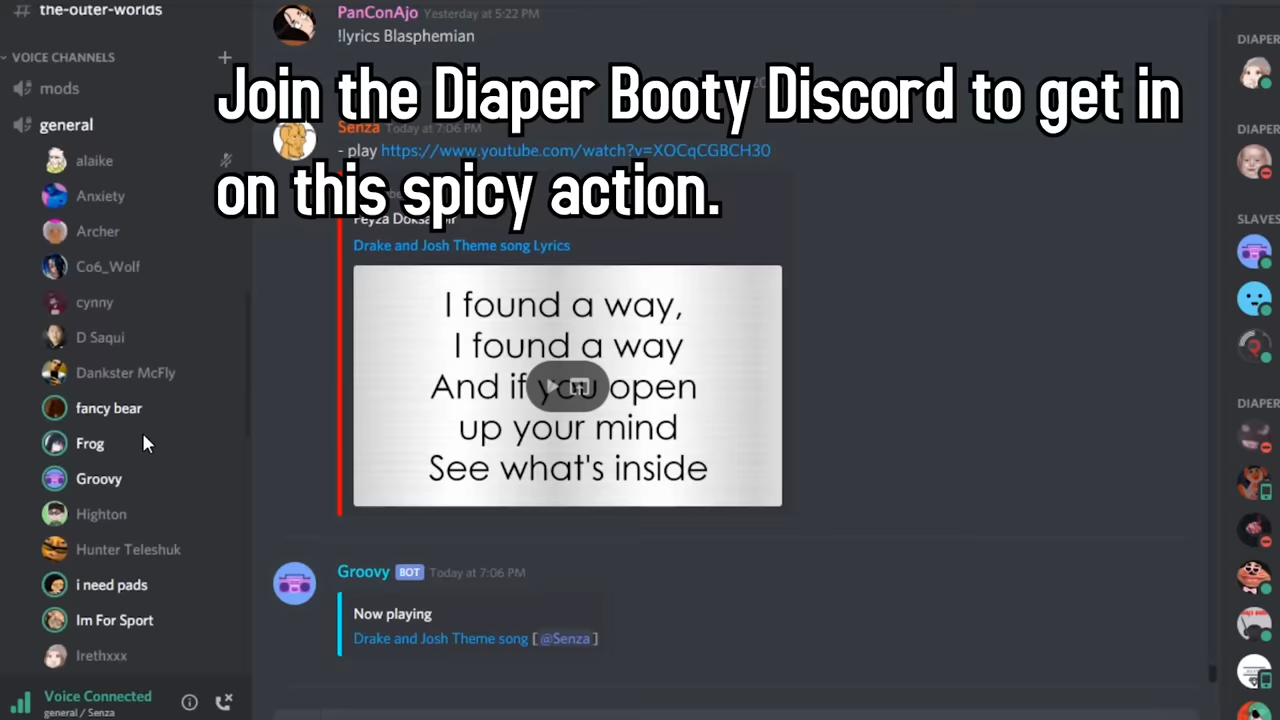 the-outer-worlds
VOICE CHANNELS
mods
general
alaike
Anxiety
Archer
Co6_Wolf
cynny
D Saqui
Dankster McFly
fancy bear
Frog
Groovy
Highton
Hunter Teleshuk
i need pads
Im For Sport
Irethxxx
Voice Connected
general / Senza
PanConAjo Yesterday at 5:22 PM
!lyrics Blasphemian
Join the Diaper Booty Discord to get in
on this spicy action.
Senza Today at 7:06 PM
- play https://www.youtube.com/watch?v=XOCqCGBCH30
Drake and Josh Theme song Lyrics
I found a way,
I found a way
And if you open
up your mind
See what's inside
Groovy BOT Today at 7:06 PM
Now playing
Drake and Josh Theme song [ @Senza ]
DIAPER
DIAPER
SLAVES
DIAPER